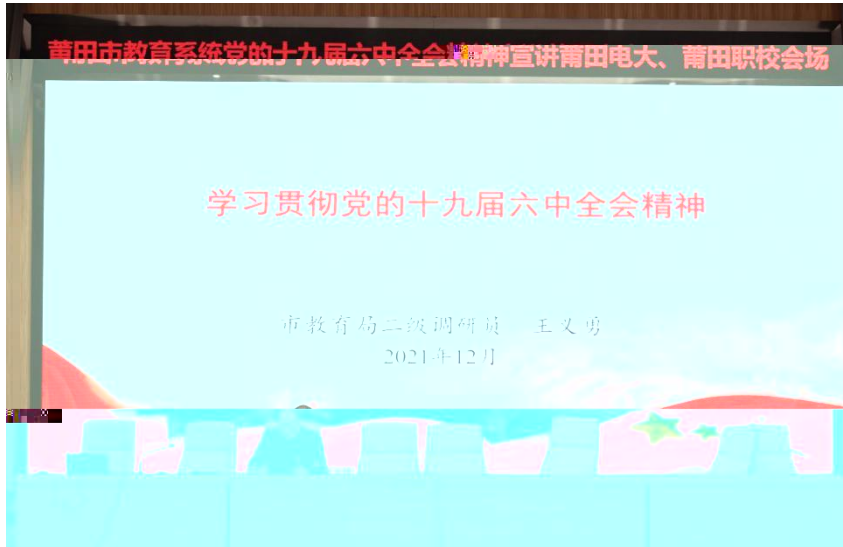 莆田市教育系统党的十九届六中全会精神宣讲莆田电大、莆田职校会场
学习贯彻党的十九届六中全会精神
市教育局二级调研员 王义勇
2021年12月